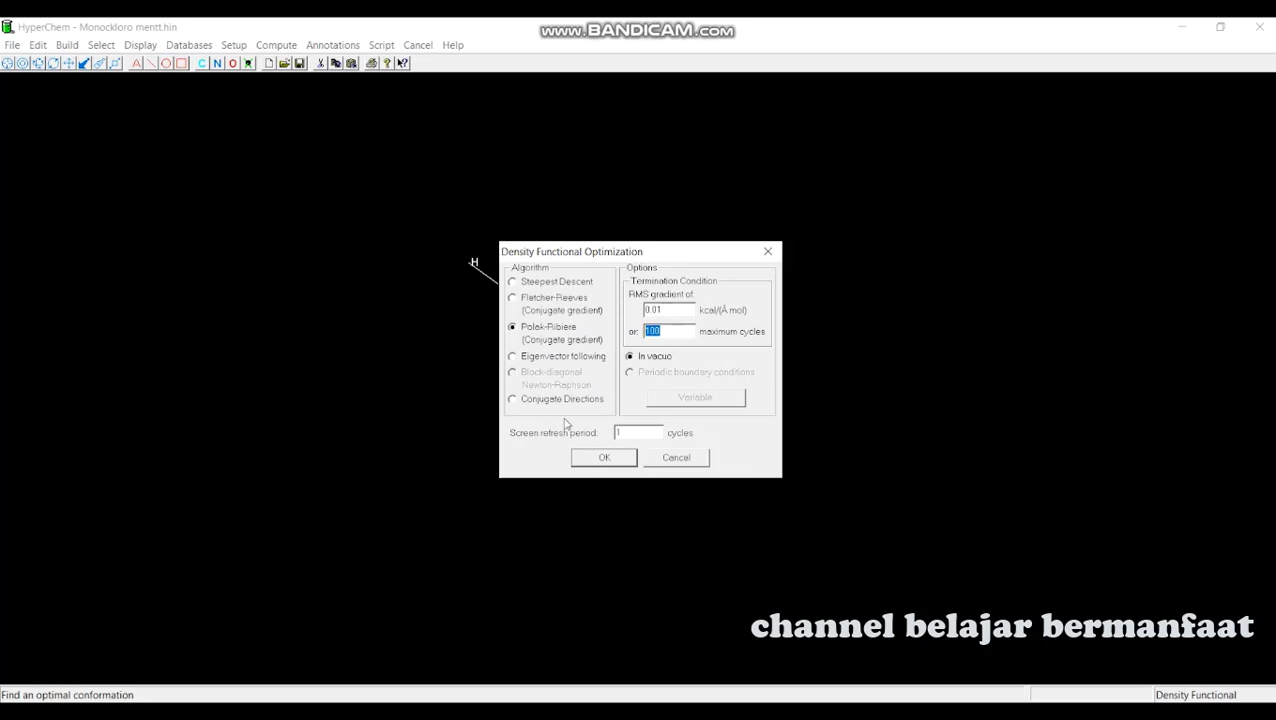 HyperChem - Monockloro mentt.hin
www.BANDICAM.com
File Edit Build Select Display Databases Setup Compute Annotations Script Cancel Help
A C N O
H
Density Functional Optimization
Algorithm
Steepest Descent
Fletcher-Reeves
(Conjugate gradient)
Polak-Ribiere
(Conjugate gradient)
Eigenvector following
Block-diagonal
Newton-Raphson
Conjugate Directions
Options
Termination Condition
RMS gradient of:
0.01 kcal/(Å mol)
or: 100 maximum cycles
In vacuo
Periodic boundary conditions
Variable
Screen refresh period: 1 cycles
OK Cancel
channel belajar bermanfaat
Find an optimal conformation
Density Functional